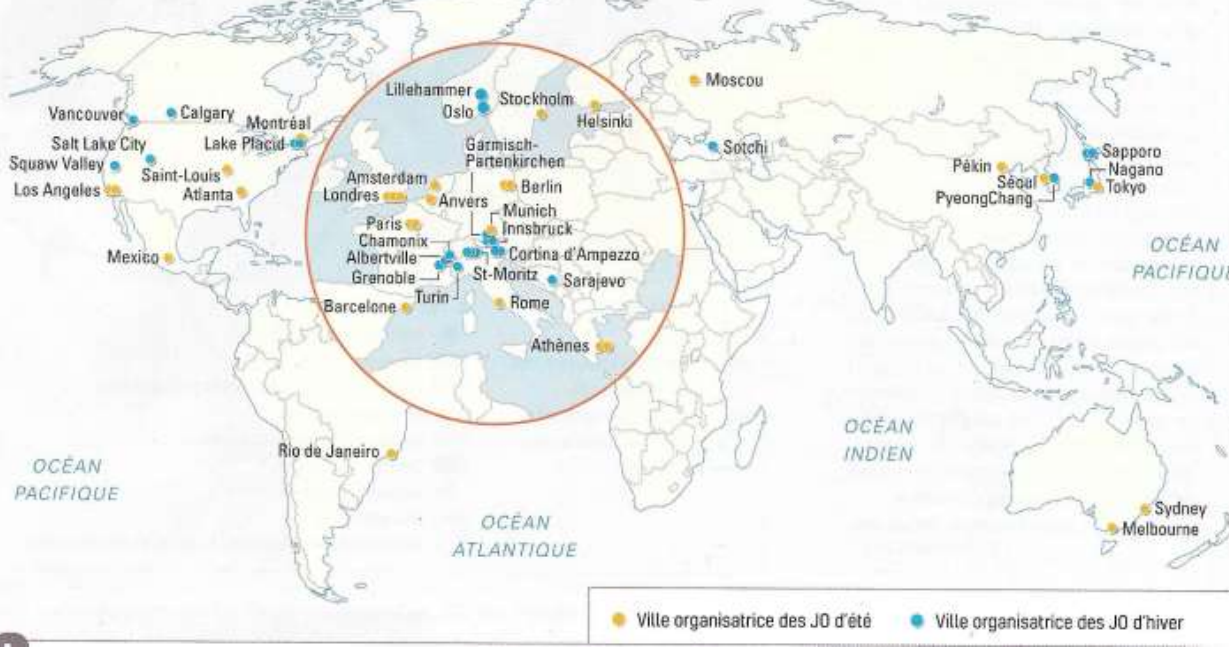 Vancouver
Calgary
Montréal
Salt Lake City
Lake Placid
Squaw Valley
Saint-Louis
Los Angeles
Atlanta
Mexico
Rio de Janeiro
Lillehammer
Oslo
Stockholm
Helsinki
Garmisch-
Partenkirchen
Amsterdam
Londres
Anvers
Berlin
Paris
Munich
Innsbruck
Chamonix
Albertville
Cortina d'Ampezzo
Grenoble
St-Moritz
Sarajevo
Turin
Barcelone
Rome
Athènes
Moscou
Sotchi
Pékin
Séoul
PyeongChang
Sapporo
Nagano
Tokyo
Sydney
Melbourne
OCÉAN
PACIFIQUE
OCÉAN
ATLANTIQUE
OCÉAN
INDIEN
OCÉAN
PACIFIQUE
Ville organisatrice des JO d'été
Ville organisatrice des JO d'hiver